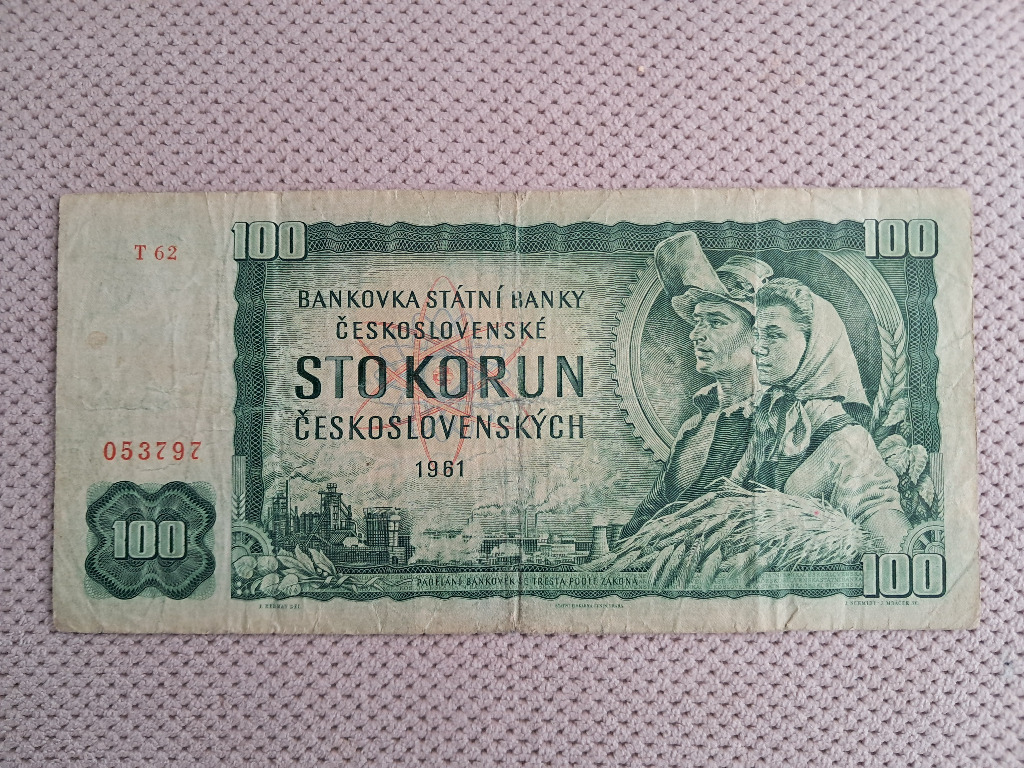 100
100
T 62
BANKOVKA STÁTNÍ BANKY
ČESKOSLOVENSKÉ
STO KORUN
ČESKOSLOVENSKÝCH
1961
053797
100
100
PADĚLÁNÍ BANKOVEK SE TRESTÁ PODLE ZÁKONA